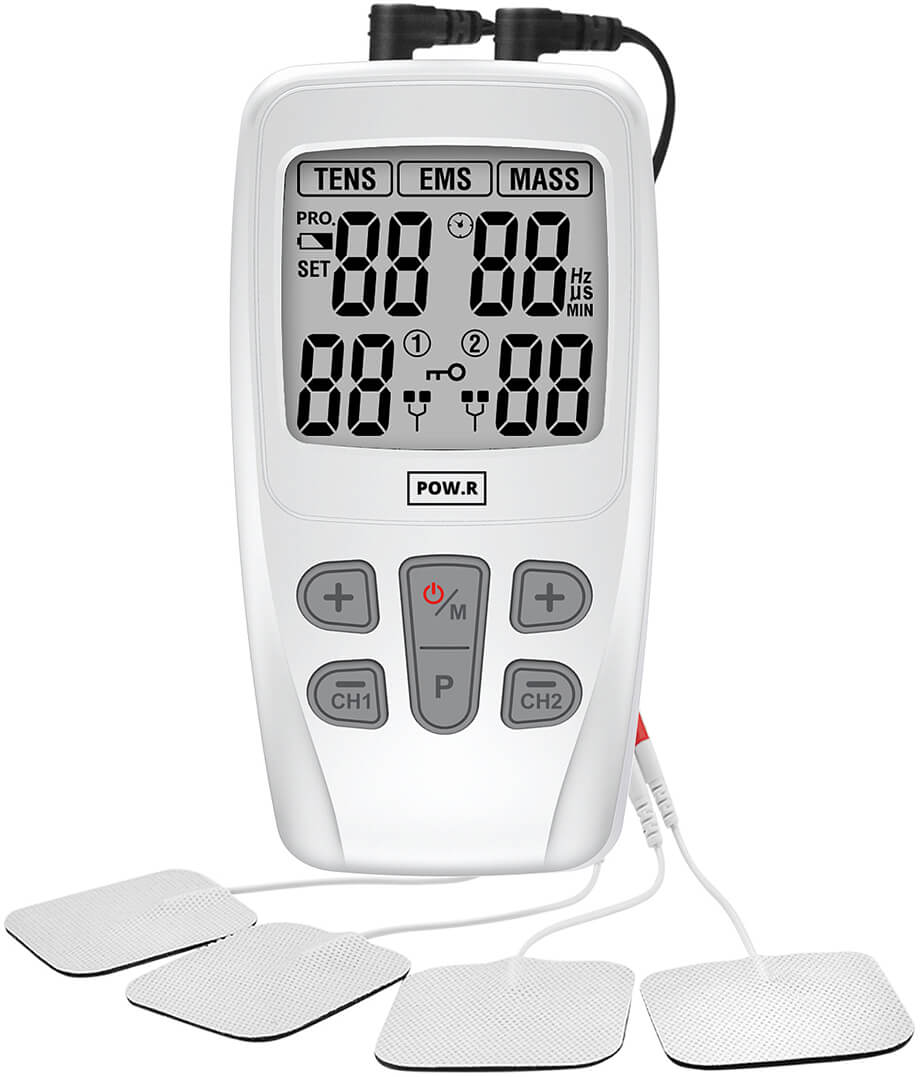 TENS EMS MASS
PRO. 88 88
SET Hz
µs
MIN
88 1 2 88
POW.R
+ + 
/M
P
CH1 CH2